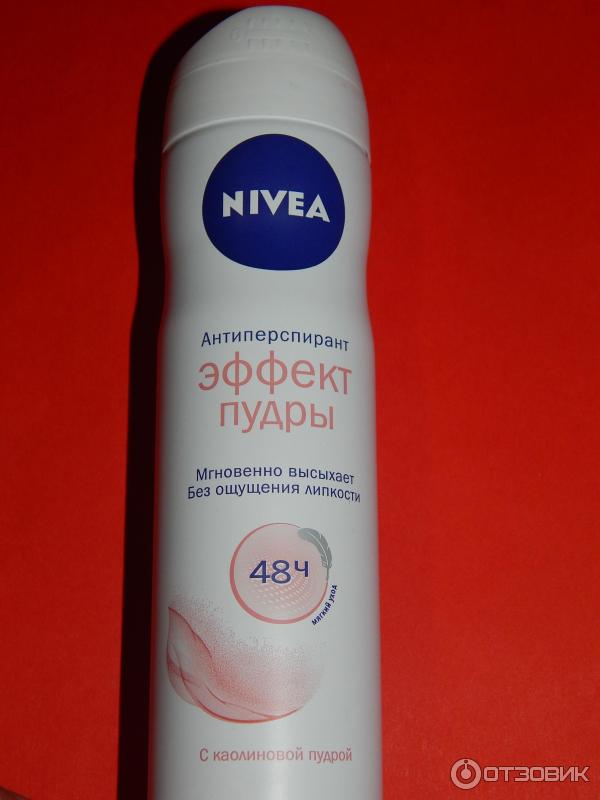 NIVEA
Антиперспирант
эффект
пудры
Мгновенно высыхает
Без ощущения липкости
48ч
мягкий уход
С каолиновой пудрой
ОТЗОВИК